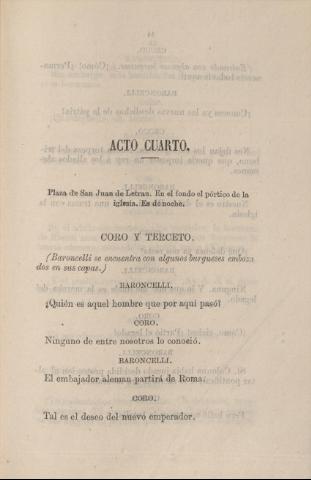 ACTO CUARTO.
Plaza de San Juan de Letran. En el fondo el pórtico de la
iglesia. Es de noche.
CORO Y TERCETO.
(Baroncelli se encuentra con algunos burgueses emboza
dos en sus capas.)
BARONCELLI.
¿Quién es aquel hombre que por aquí pasó?
CORO.
Ninguno de entre nosotros lo conoció.
BARONCELLI.
El embajador aleman partirá de Roma.
CORO.
Tal es el deseo del nuevo emperador.